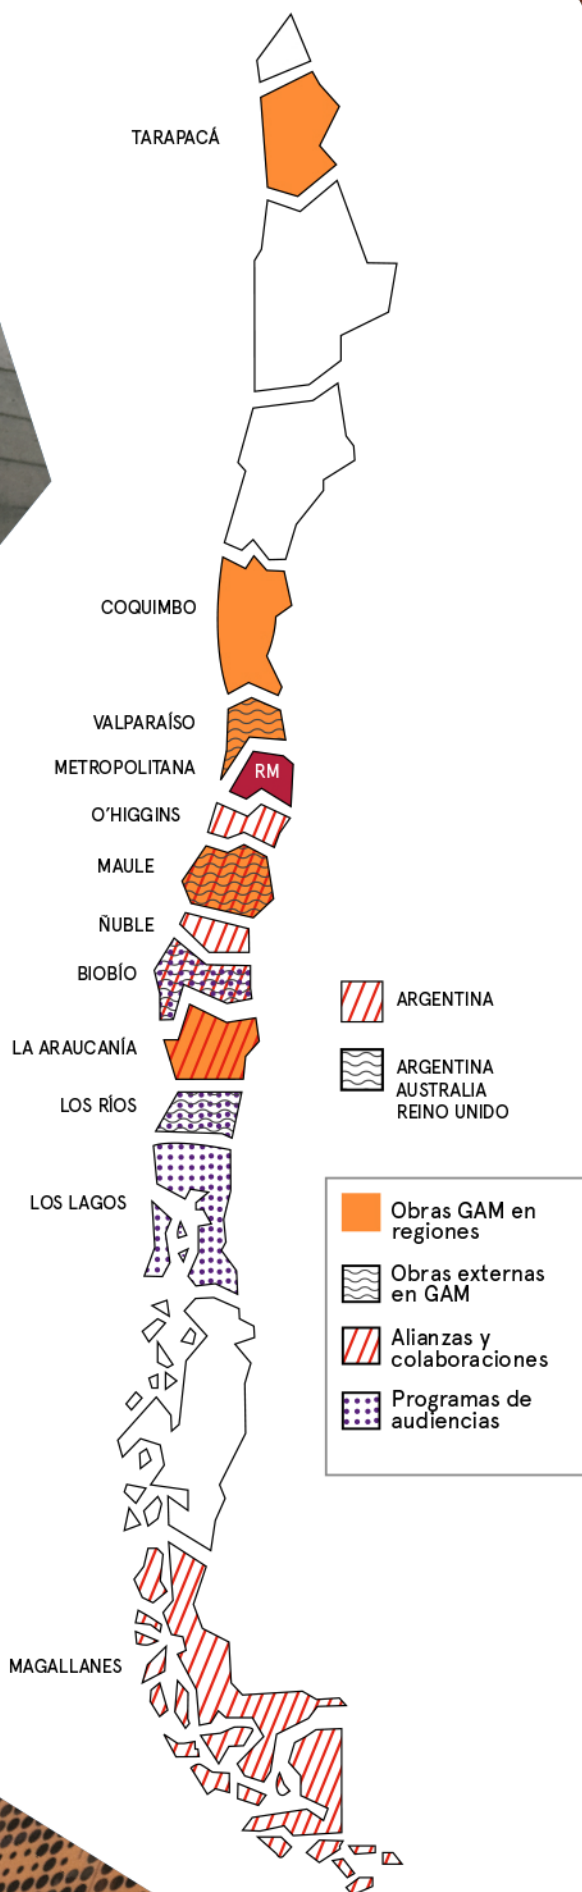 TARAPACÁ
COQUIMBO
VALPARAÍSO
METROPOLITANA
RM
O´HIGGINS
MAULE
ÑUBLE
BIOBÍO
LA ARAUCANÍA
LOS RÍOS
LOS LAGOS
MAGALLANES
ARGENTINA
ARGENTINA
AUSTRALIA
REINO UNIDO
Obras GAM en
regiones
Obras externas
en GAM
Alianzas y
colaboraciones
Programas de
audiencias